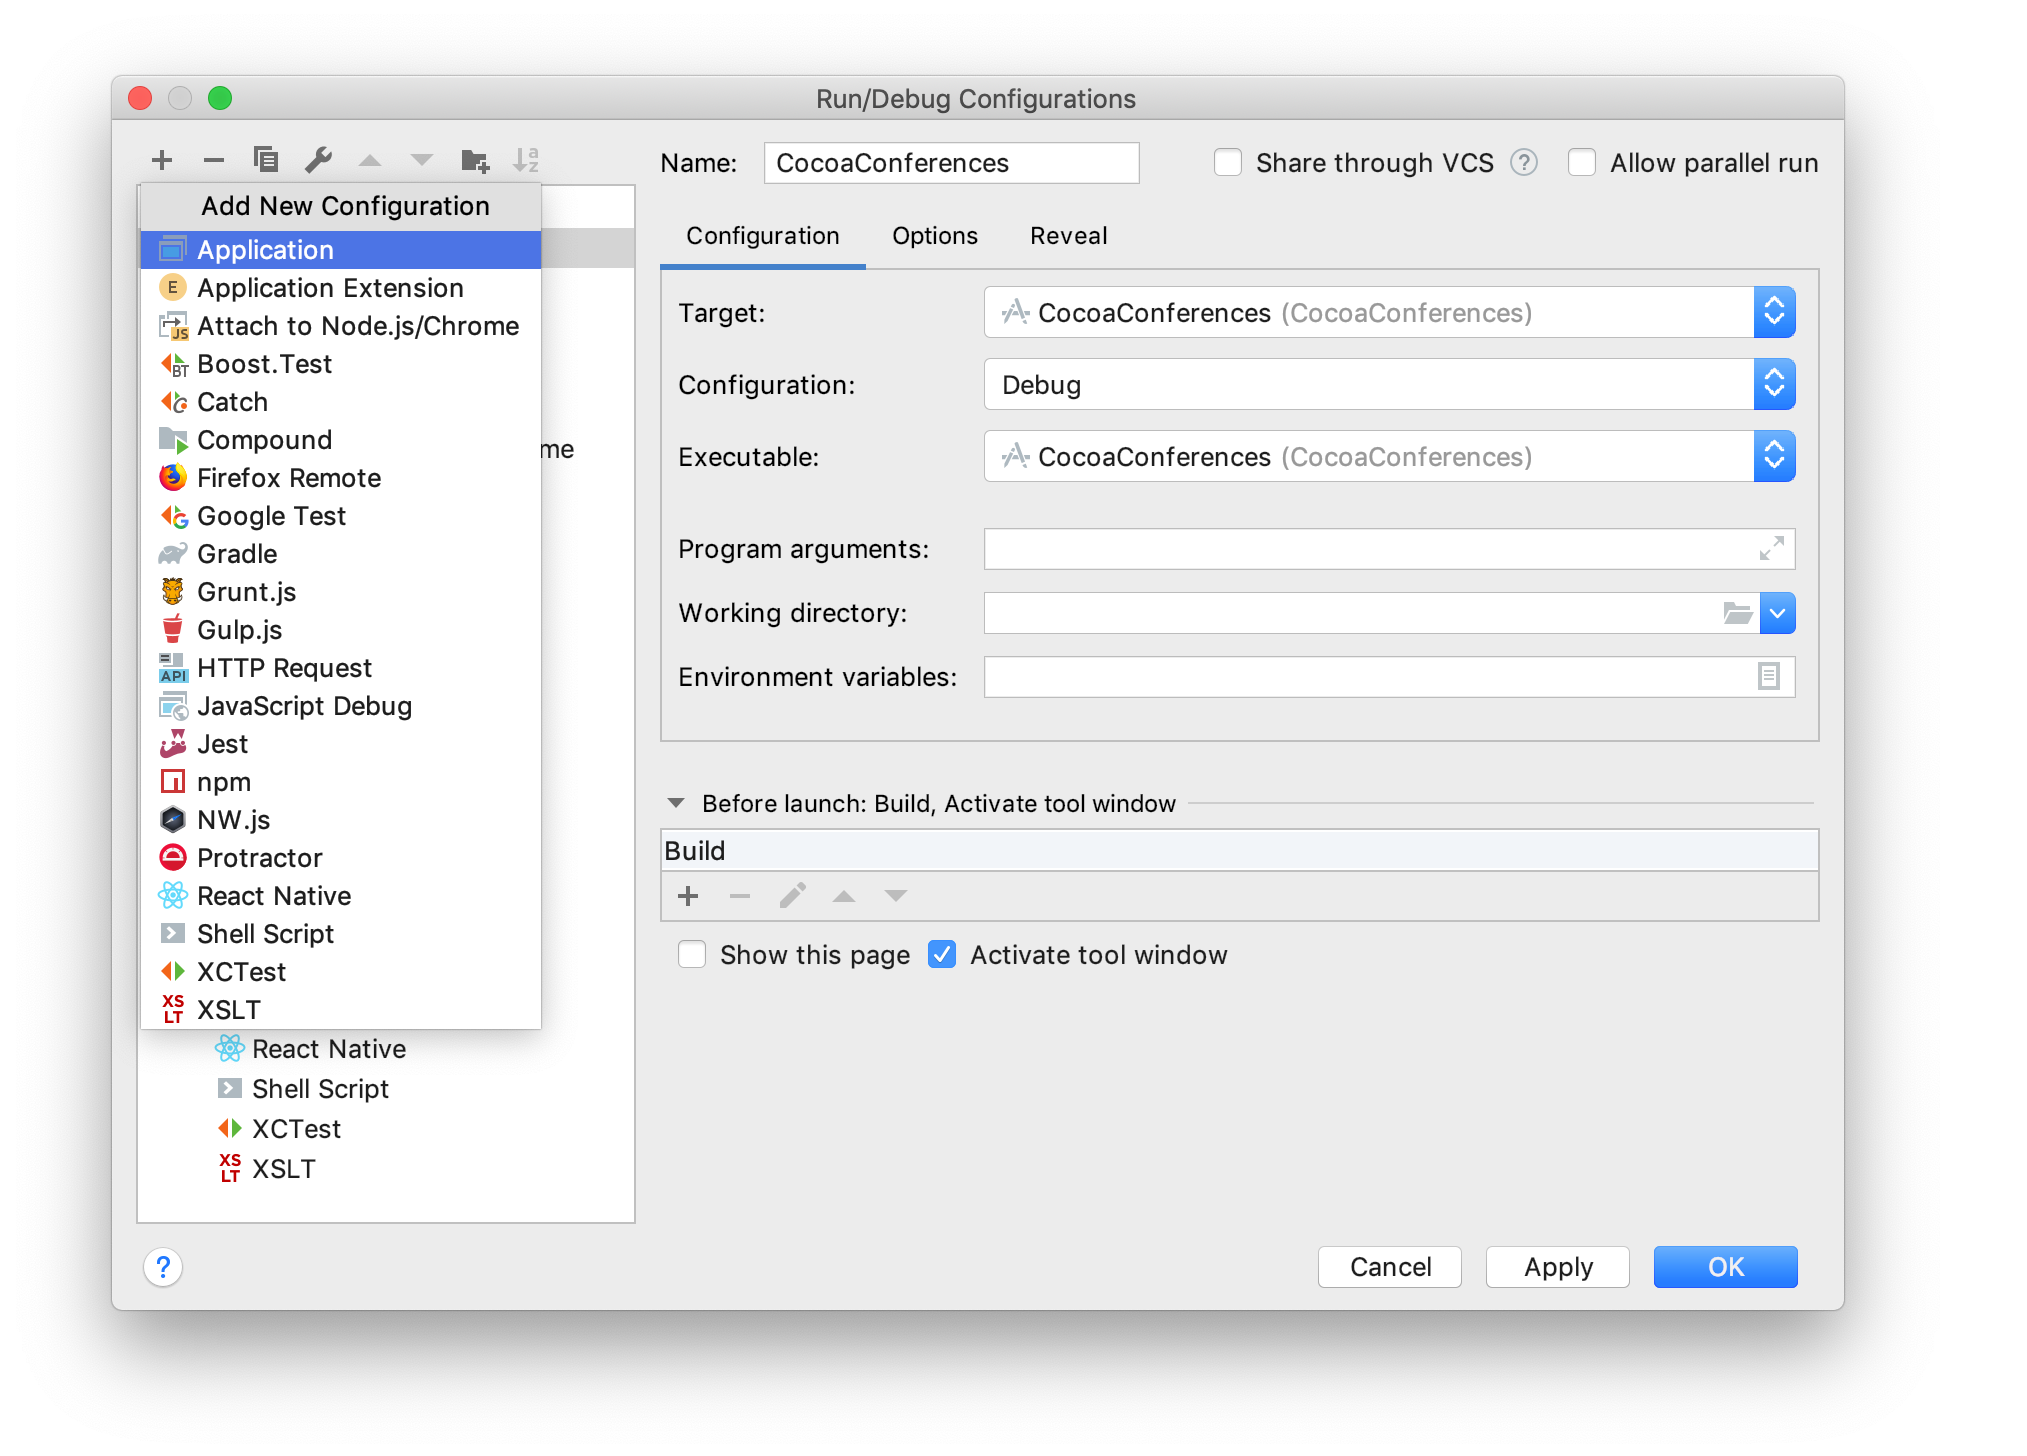 Run/Debug Configurations
Name: CocoaConferences Share through VCS ? Allow parallel run
Add New Configuration
Application
Application Extension
Attach to Node.js/Chrome
Boost.Test
Catch
Compound
Firefox Remote
Google Test
Gradle
Grunt.js
Gulp.js
HTTP Request
JavaScript Debug
Jest
npm
NW.js
Protractor
React Native
Shell Script
XCTest
XSLT
me
React Native
Shell Script
XCTest
XSLT
Configuration Options Reveal
Target: CocoaConferences (CocoaConferences)
Configuration: Debug
Executable: CocoaConferences (CocoaConferences)
Program arguments:
Working directory:
Environment variables:
Before launch: Build, Activate tool window
Build
Show this page Activate tool window
? Cancel Apply OK